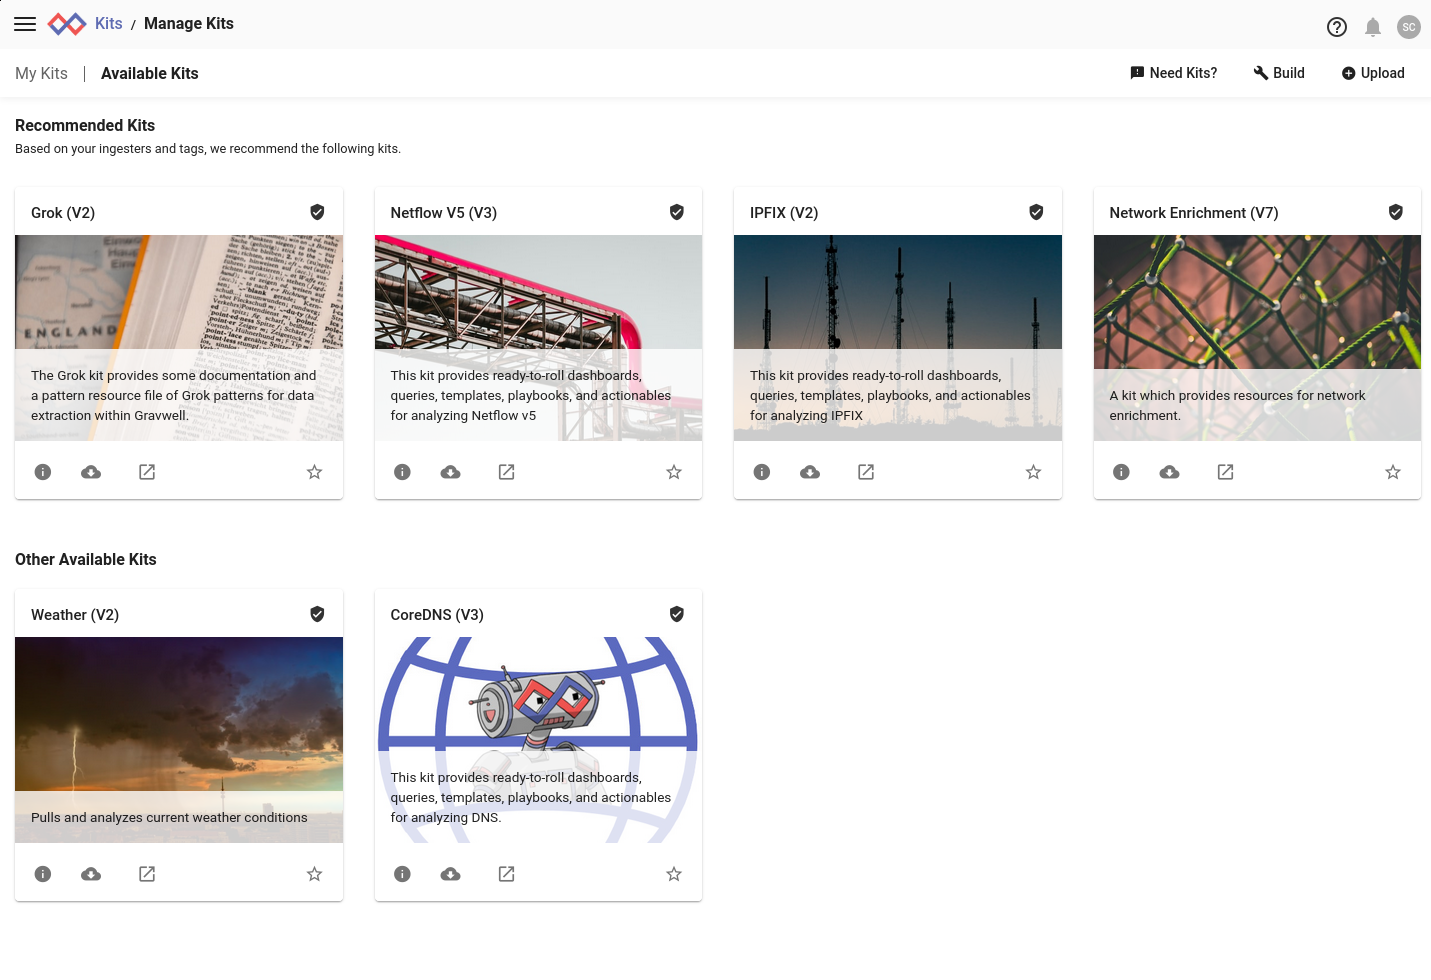 Kits / Manage Kits
SC
My Kits | Available Kits
Need Kits?
Build
Upload
Recommended Kits
Based on your ingesters and tags, we recommend the following kits.
Grok (V2)
ENGLAND
The Grok kit provides some documentation and
a pattern resource file of Grok patterns for data
extraction within Gravwell.
Netflow V5 (V3)
This kit provides ready-to-roll dashboards,
queries, templates, playbooks, and actionables
for analyzing Netflow v5
IPFIX (V2)
This kit provides ready-to-roll dashboards,
queries, templates, playbooks, and actionables
for analyzing IPFIX
Network Enrichment (V7)
A kit which provides resources for network
enrichment.
Other Available Kits
Weather (V2)
Pulls and analyzes current weather conditions
CoreDNS (V3)
This kit provides ready-to-roll dashboards,
queries, templates, playbooks, and actionables
for analyzing DNS.